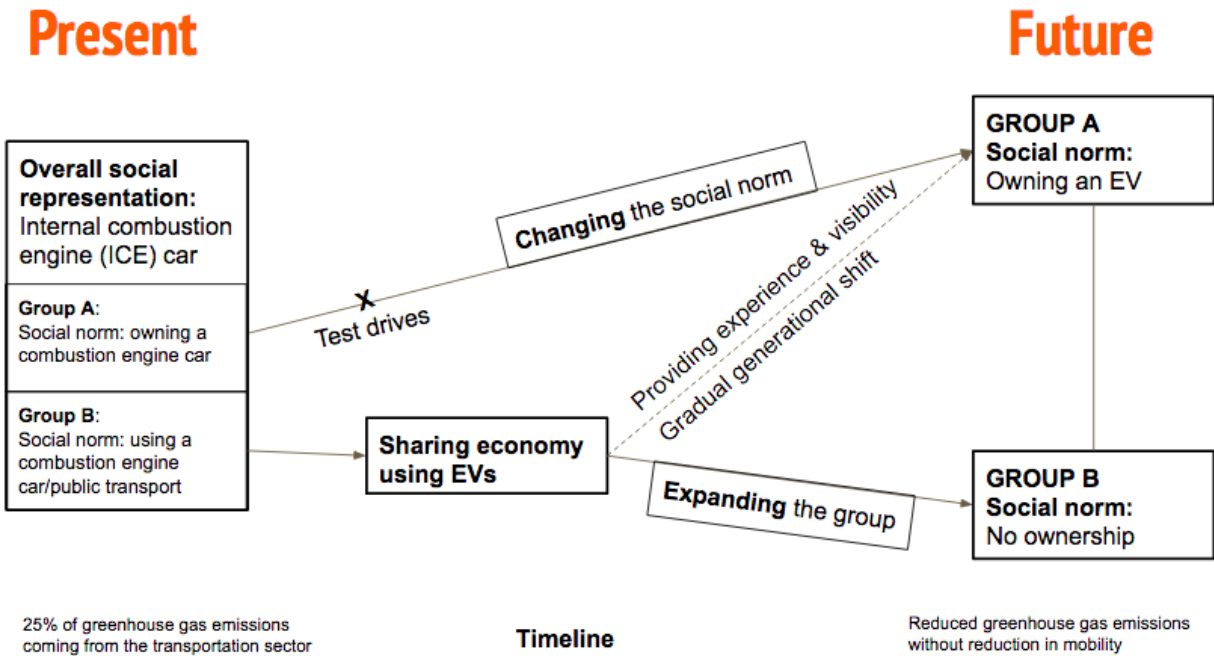 Present
Future
Overall social
representation:
Internal combustion
engine (ICE) car
Group A:
Social norm: owning a
combustion engine car
Group B:
Social norm: using a
combustion engine
car/public transport
X
Test drives
Changing the social norm
Sharing economy
using EVs
Providing experience & visibility
Gradual generational shift
Expanding the group
GROUP A
Social norm:
Owning an EV
GROUP B
Social norm:
No ownership
25% of greenhouse gas emissions
coming from the transportation sector
Timeline
Reduced greenhouse gas emissions
without reduction in mobility